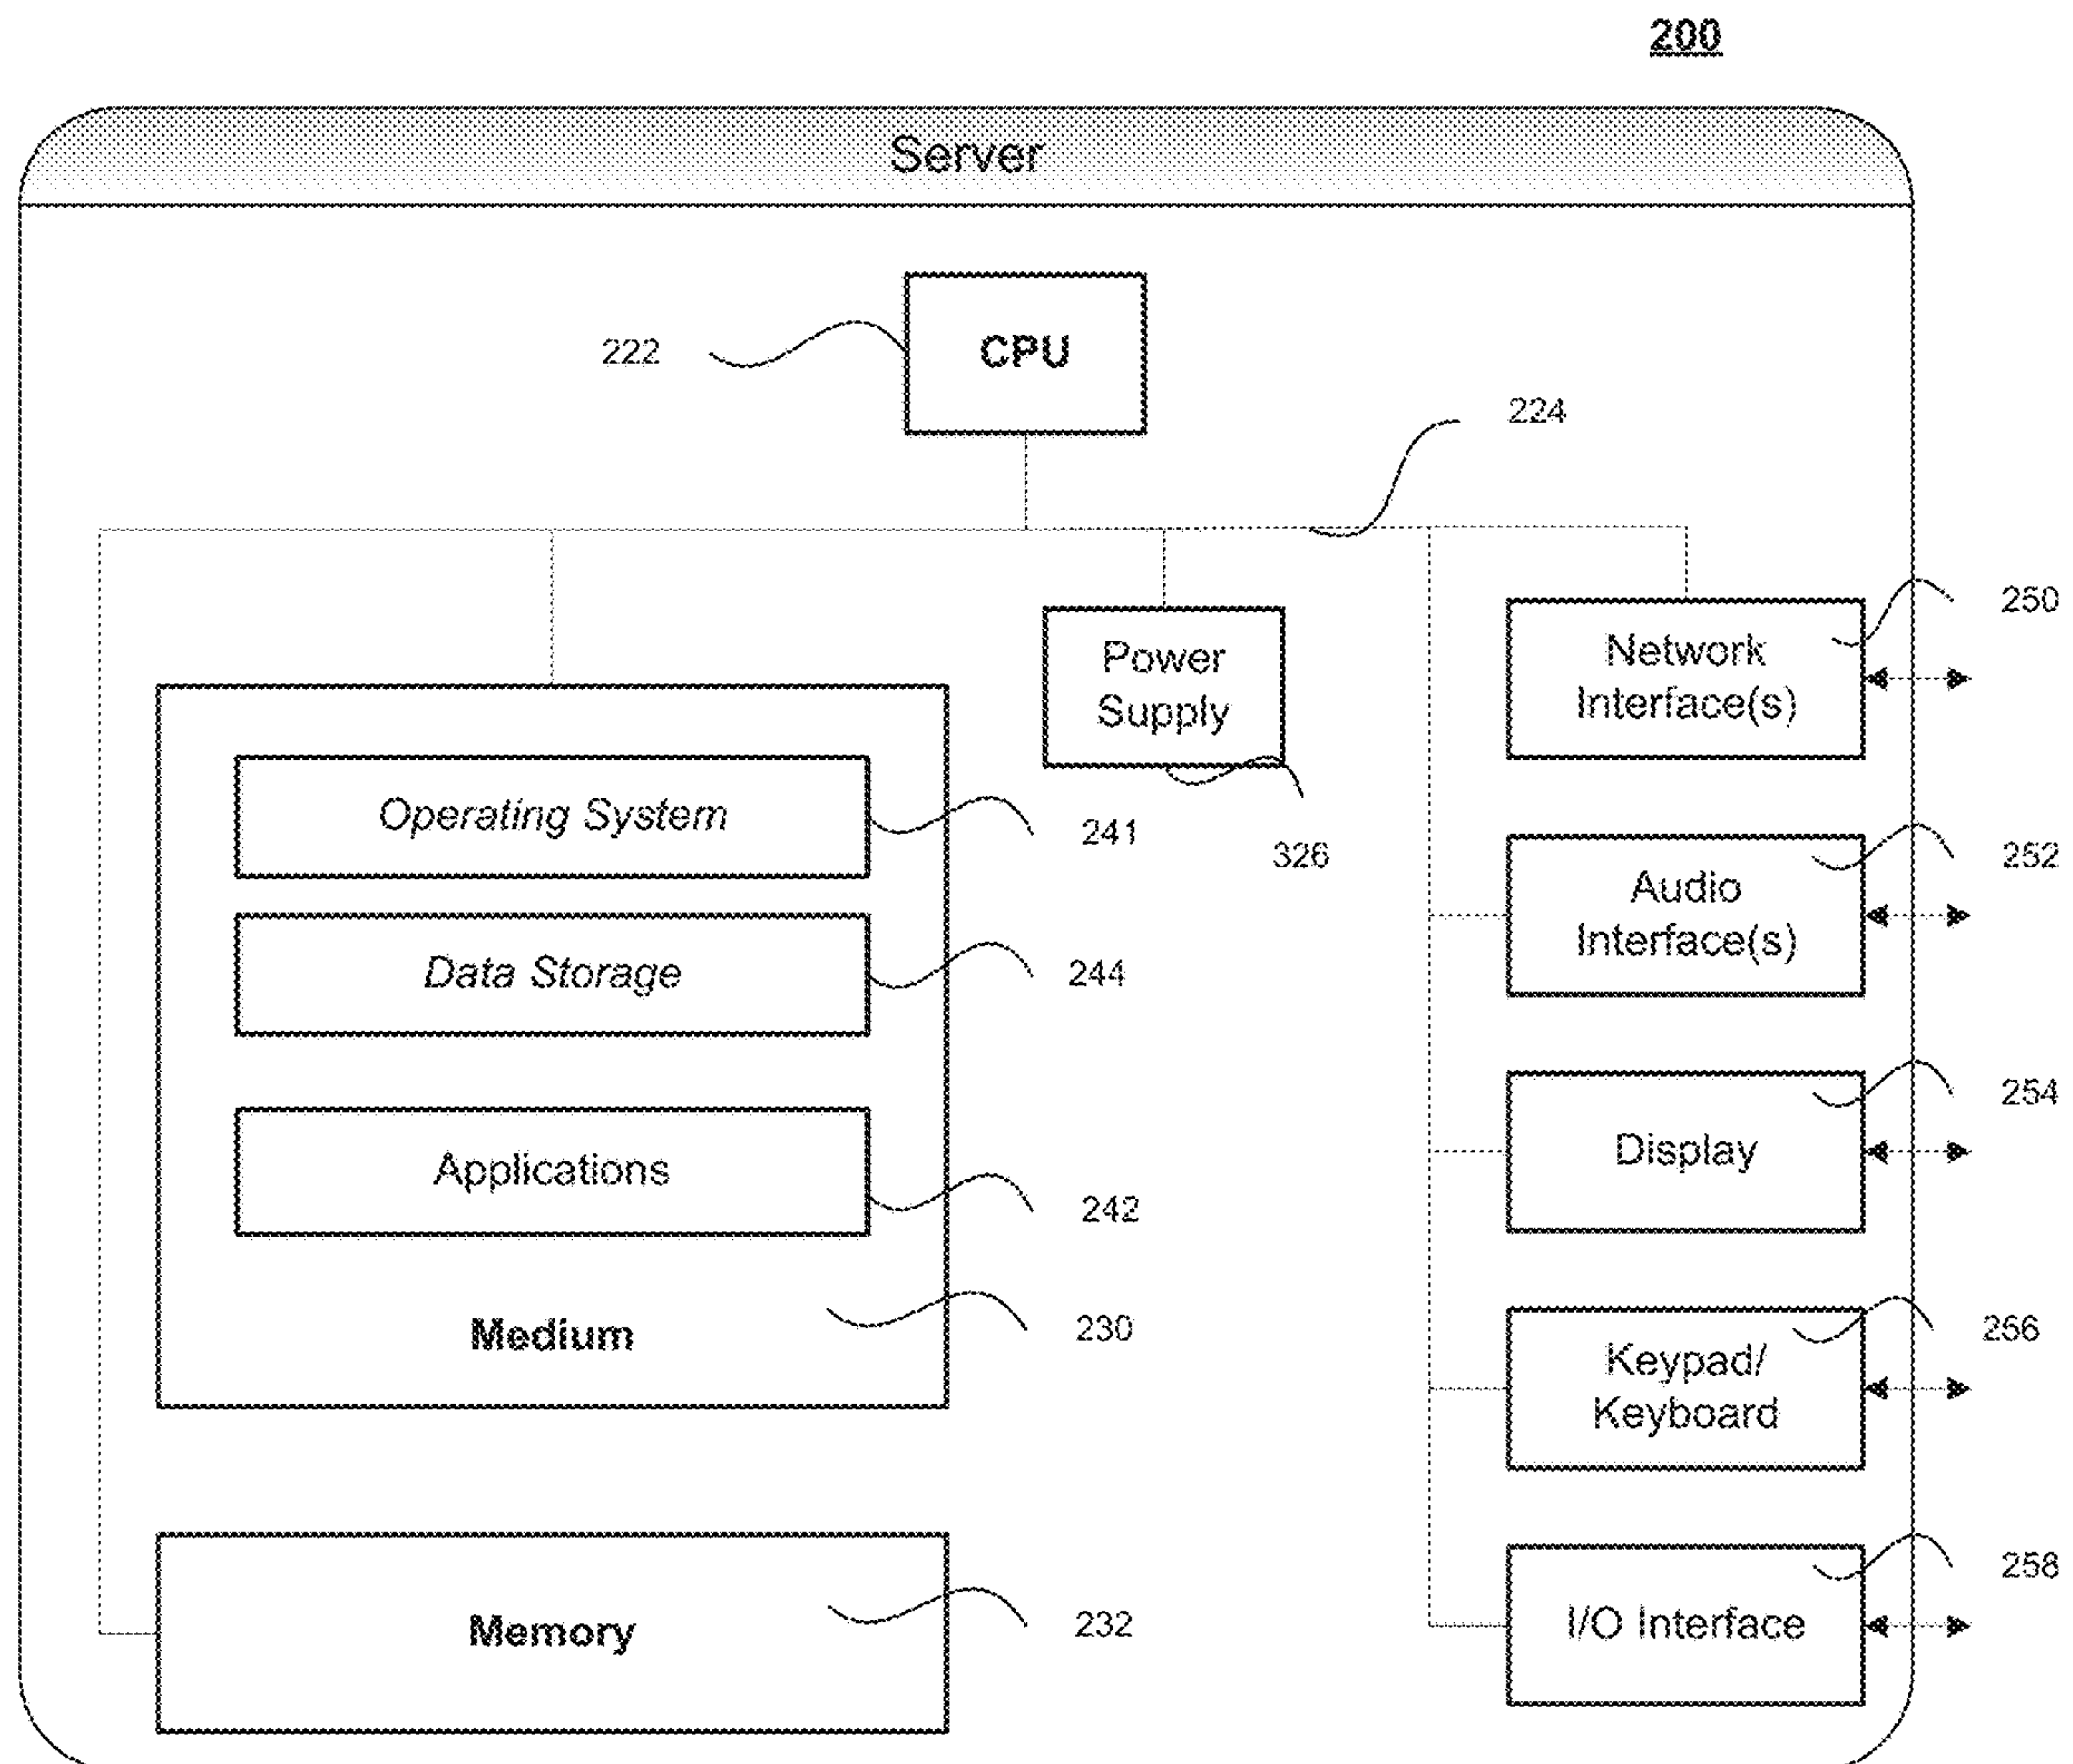 200
Server
CPU
222
224
Power
Supply
326
Network
Interface(s)
250
Operating System
241
Audio
Interface(s)
252
Data Storage
244
Display
254
Applications
242
Medium
230
Keypad/
Keyboard
256
Memory
232
I/O Interface
258